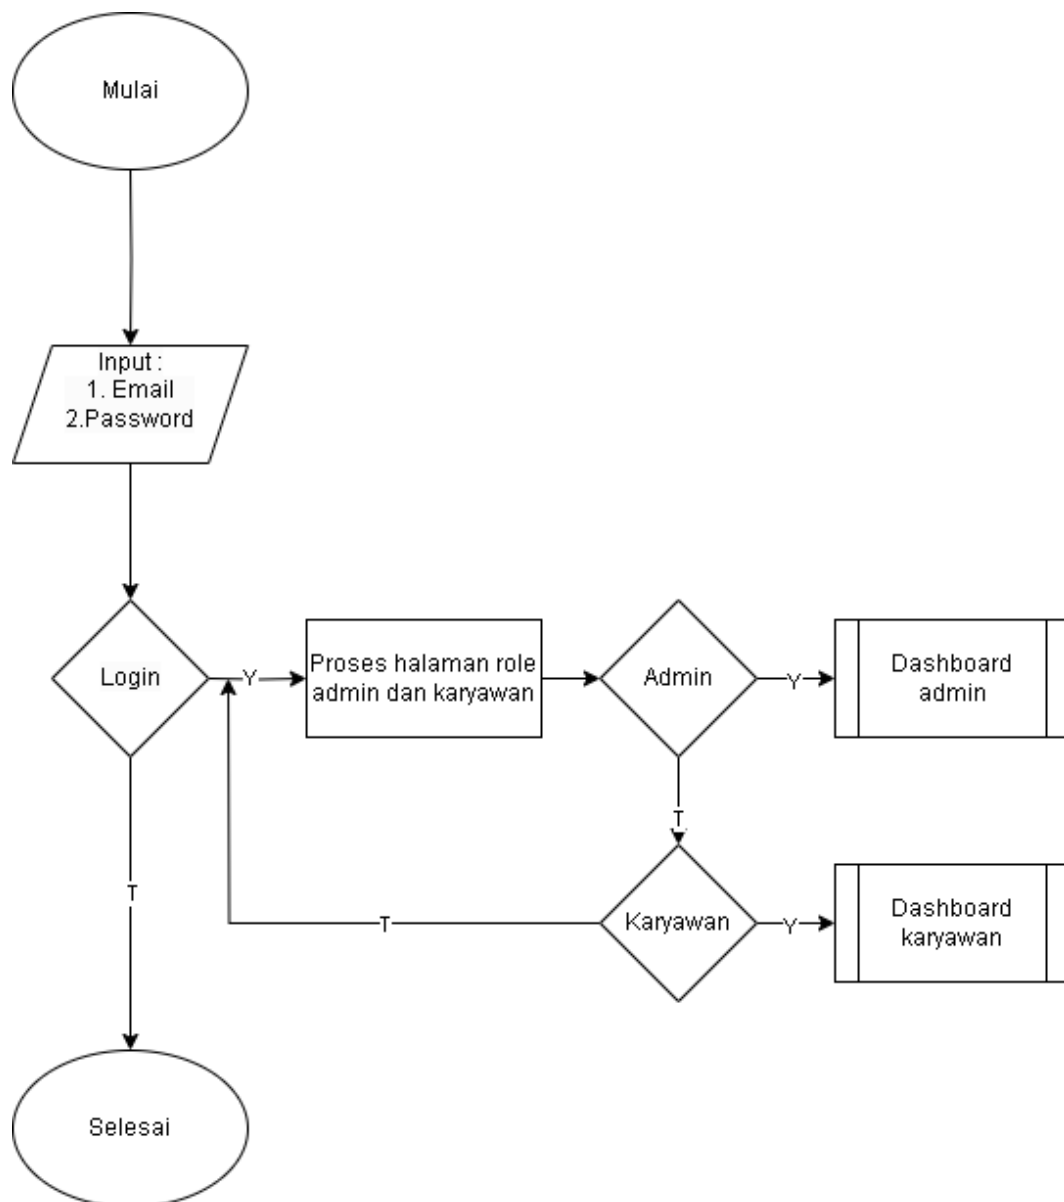 Mulai
Input :
1. Email
2.Password
Login
Y
Proses halaman role
admin dan karyawan
Admin
Y
Dashboard
admin
T
T
T
Karyawan
Y
Dashboard
karyawan
Selesai